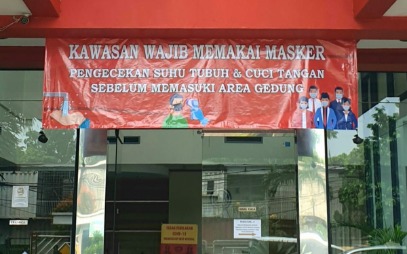 KAWASAN WAJIB MEMAKAI MASKER
PENGECEKAN SUHU TUBUH & CUCI TANGAN
SEBELUM MEMASUKI AREA GEDUNG